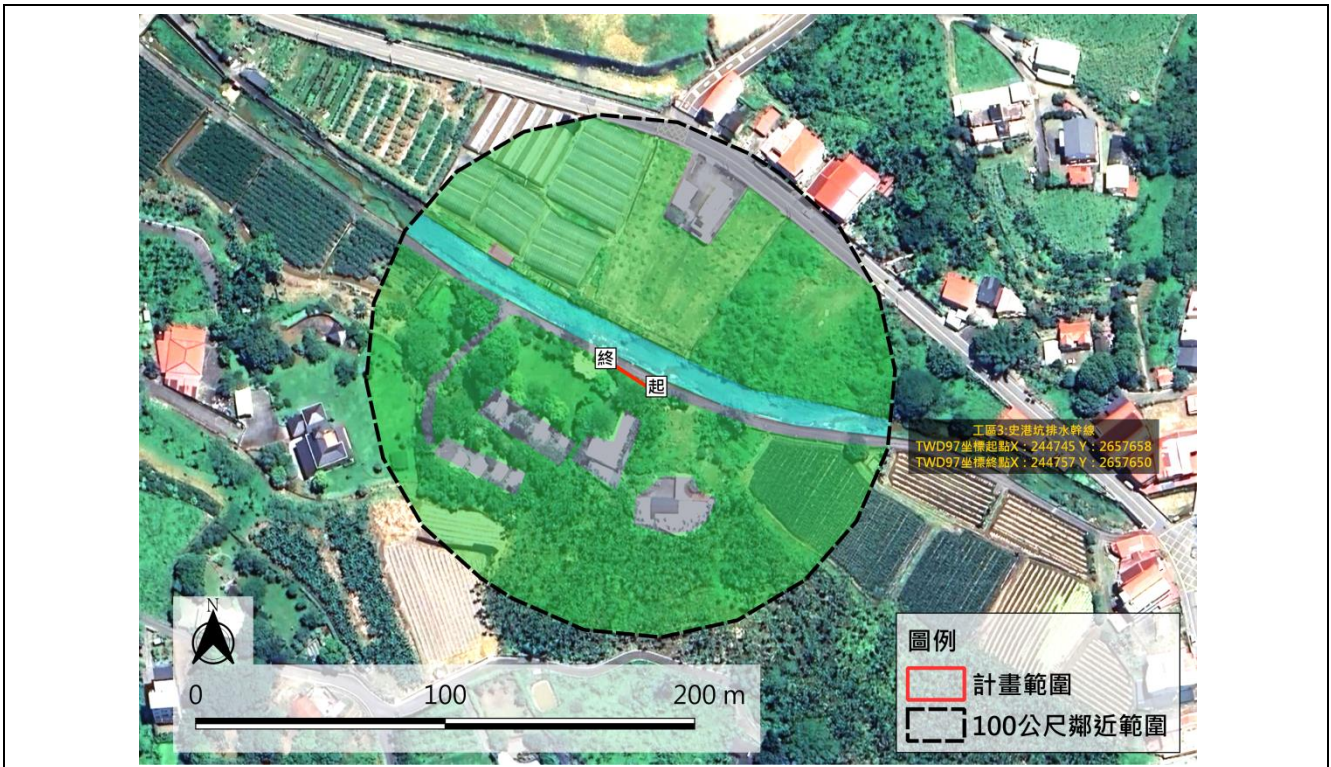 終
起
工區3:史港坑排水幹線
TWD97坐標起點X：244745 Y：2657658
TWD97坐標終點X：244757 Y：2657650
N
0 100 200 m
圖例
計畫範圍
100公尺鄰近範圍